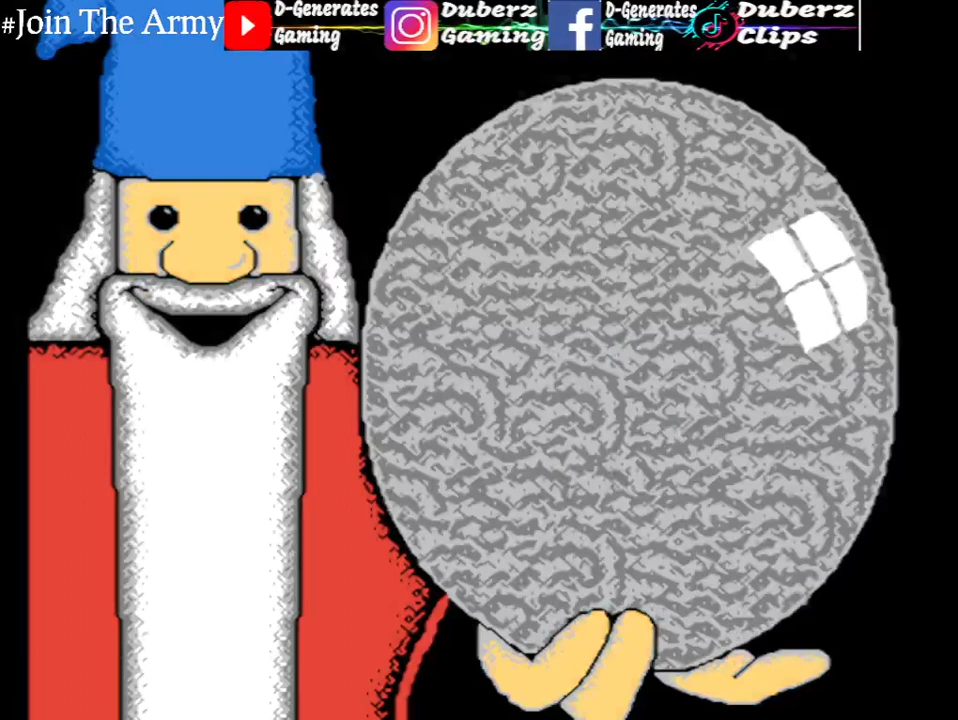 #Join The Army
D-Generates
Gaming
Duberz
Gaming
D-Generates
Gaming
Duberz
Clips